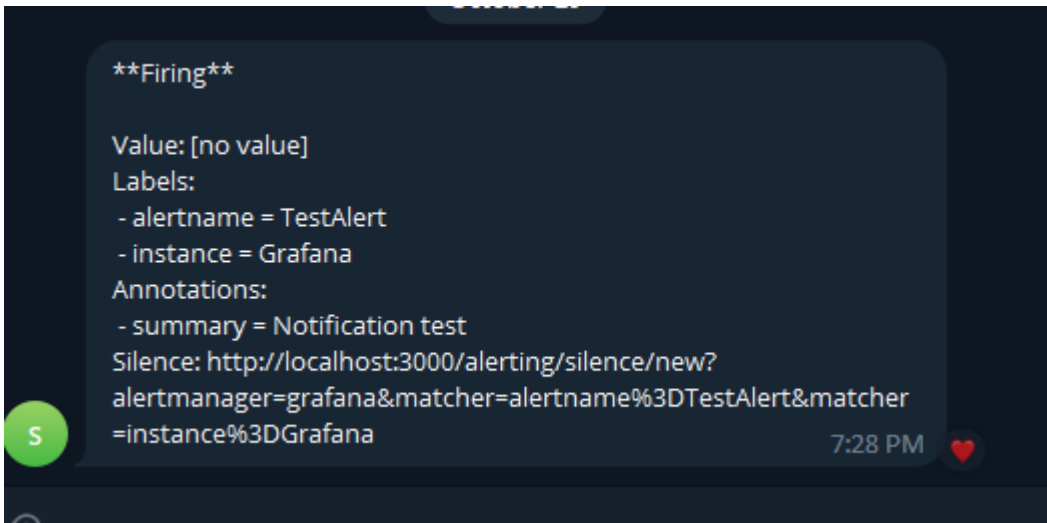 **Firing**
Value: [no value]
Labels:
- alertname = TestAlert
- instance = Grafana
Annotations:
- summary = Notification test
Silence: http://localhost:3000/alerting/silence/new?
alertmanager=grafana&matcher=alertname%3DTestAlert&matcher
=instance%3DGrafana
S
7:28 PM